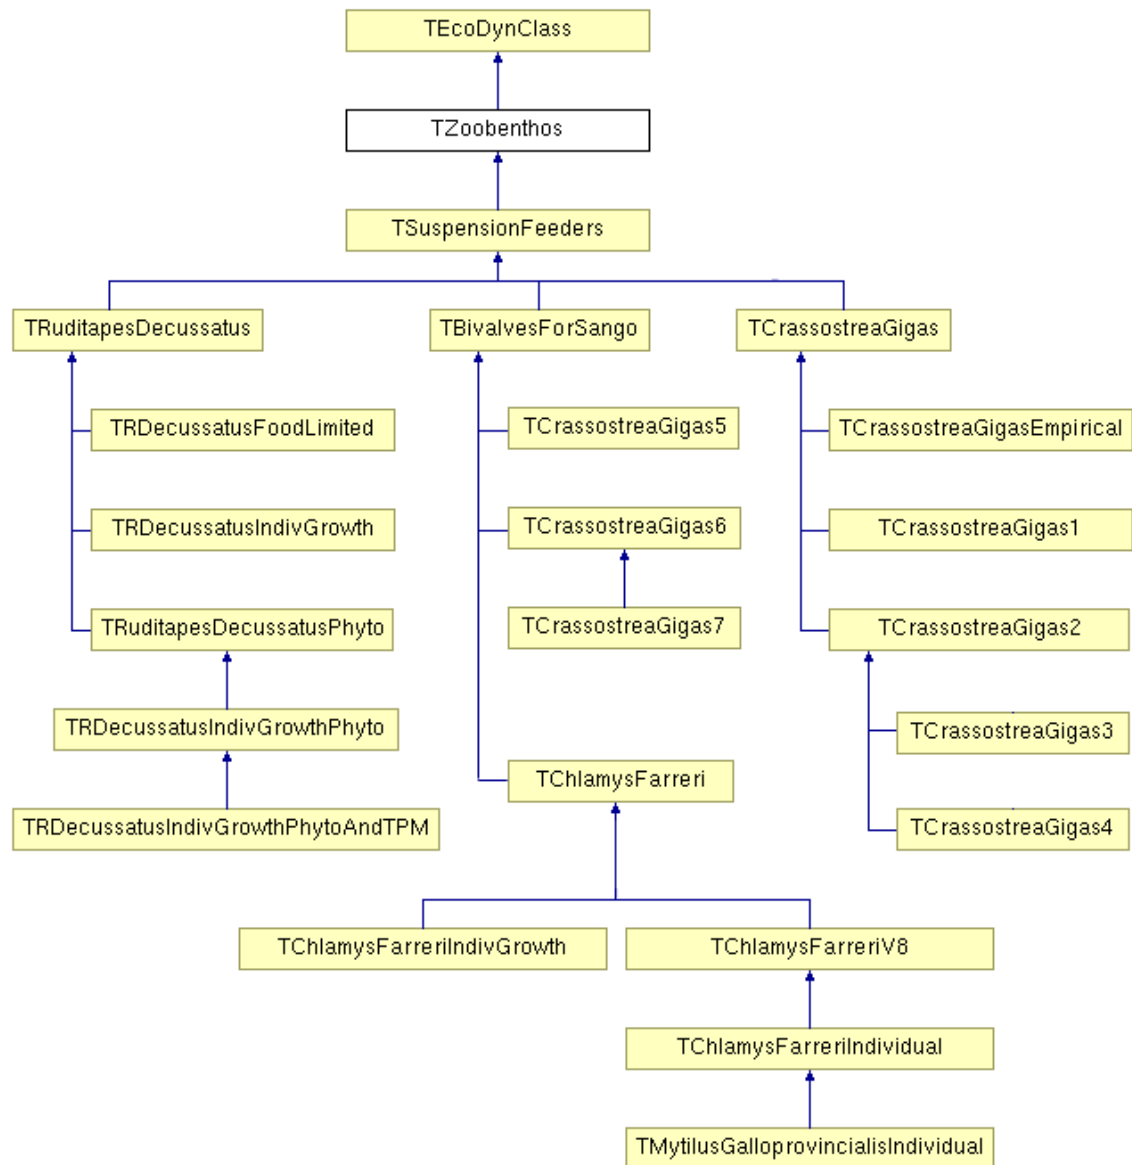 TEcoDynClass
TZoobenthos
TSuspensionFeeders
TRuditapesDecussatus
TBivalvesForSango
TCrassostreaGigas
TRDecussatusFoodLimited
TCrassostreaGigas5
TCrassostreaGigasEmpirical
TRDecussatusIndivGrowth
TCrassostreaGigas6
TCrassostreaGigas1
TRuditapesDecussatusPhyto
TCrassostreaGigas7
TCrassostreaGigas2
TRDecussatusIndivGrowthPhyto
TCrassostreaGigas3
TChlamysFarreri
TRDecussatusIndivGrowthPhytoAndTPM
TCrassostreaGigas4
TChlamysFarreriIndivGrowth
TChlamysFarreriV8
TChlamysFarreriIndividual
TMytilusGalloprovincialisIndividual